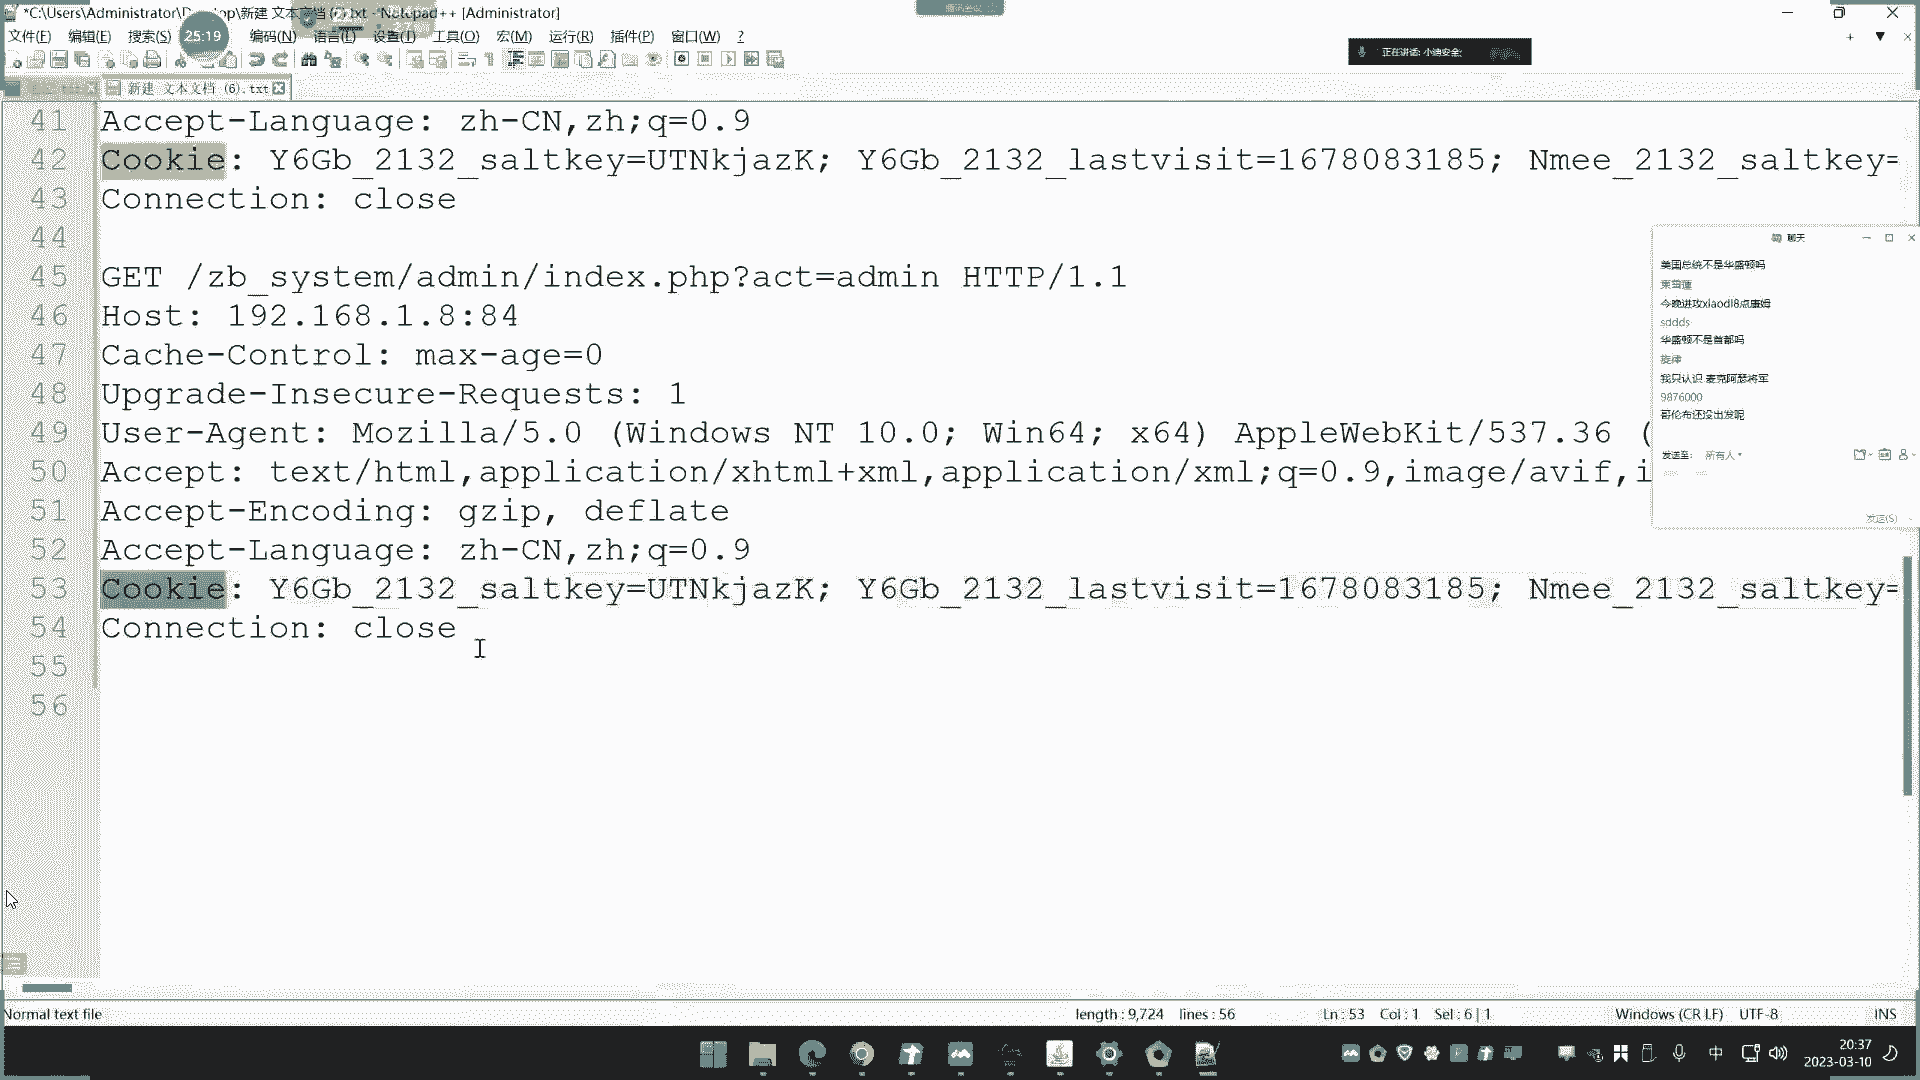 *C:\Users\Administrator\D 新建 文本文档 .txt - Notepad++ [Administrator]
文件(F) 编辑(E) 搜索(S) 编码(N) 语言(L) 设置(T) 工具(O) 宏(M) 运行(R) 插件(P) 窗口(W) ?
25:19
正在讲话: 小迪安全;
新建 文本文档 (6).txt
41 Accept-Language: zh-CN,zh;q=0.9
42 Cookie: Y6Gb_2132_saltkey=UTNkjazK; Y6Gb_2132_lastvisit=1678083185; Nmee_2132_saltkey=
43 Connection: close
44
45 GET /zb_system/admin/index.php?act=admin HTTP/1.1
46 Host: 192.168.1.8:84
47 Cache-Control: max-age=0
48 Upgrade-Insecure-Requests: 1
49 User-Agent: Mozilla/5.0 (Windows NT 10.0; Win64; x64) AppleWebKit/537.36 (
50 Accept: text/html,application/xhtml+xml,application/xml;q=0.9,image/avif,i
51 Accept-Encoding: gzip, deflate
52 Accept-Language: zh-CN,zh;q=0.9
53 Cookie: Y6Gb_2132_saltkey=UTNkjazK; Y6Gb_2132_lastvisit=1678083185; Nmee_2132_saltkey=
54 Connection: close
55
56
聊天
美国总统不是华盛顿吗
今晚进攻xiaodi8点康姆
sddds
华盛顿不是首都吗
旋律
我只认识 麦克阿瑟将军
9876000
哥伦布还没出发呢
发送至: 所有人
发送(S)
Normal text file
length : 9,724 lines : 56
Ln : 53 Col : 1 Sel : 6 | 1
Windows (CR LF)
UTF-8
INS
中
20:37
2023-03-10